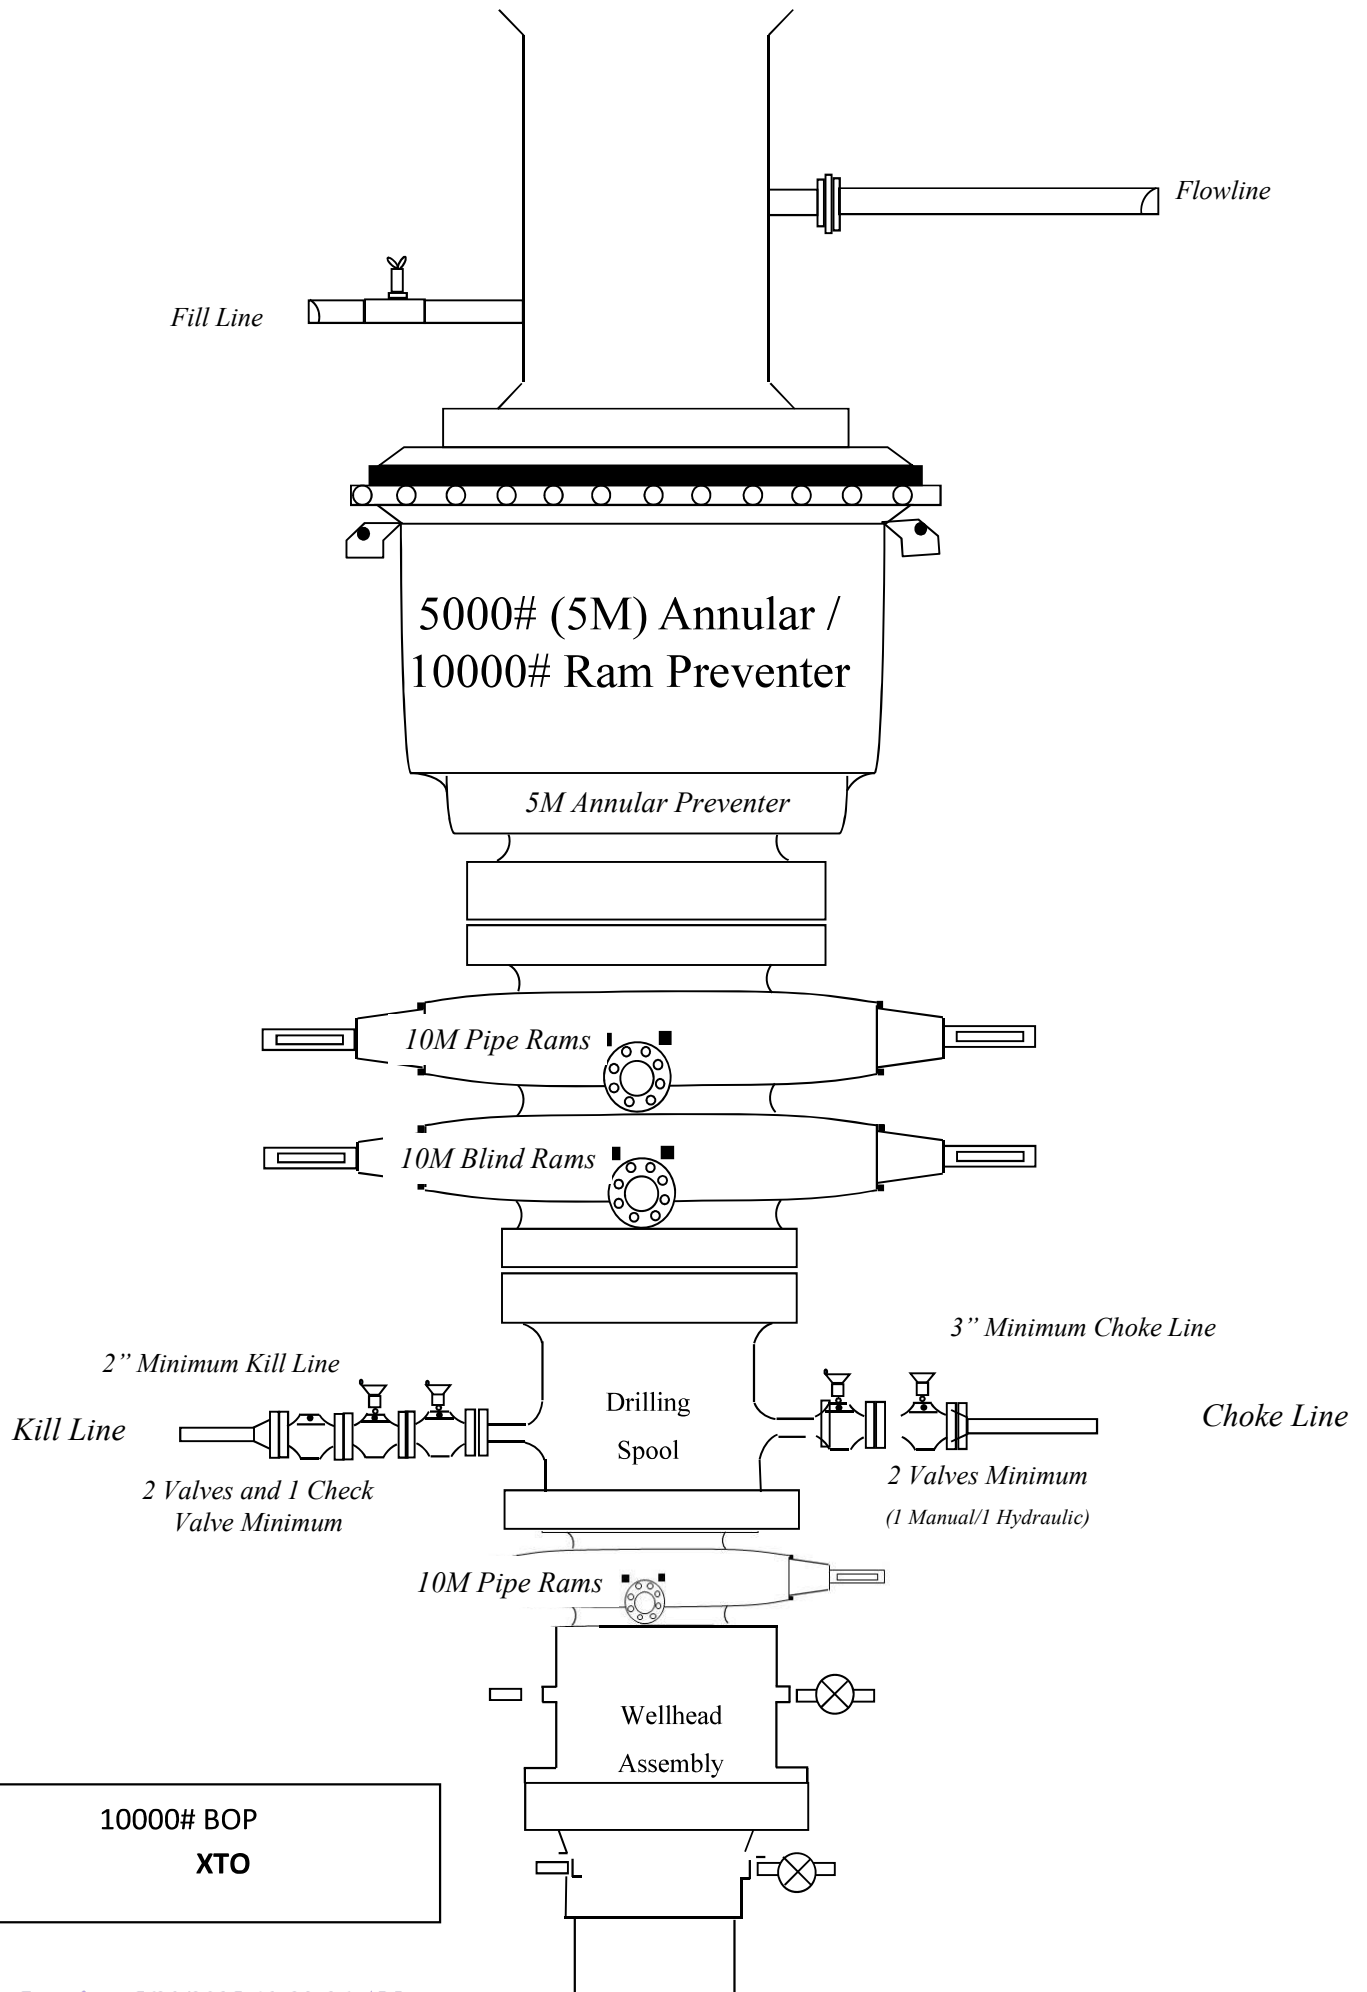 Flowline
Fill Line
5000# (5M) Annular /
10000# Ram Preventer
5M Annular Preventer
10M Pipe Rams
10M Blind Rams
3” Minimum Choke Line
2” Minimum Kill Line
Drilling
Spool
Kill Line
Choke Line
2 Valves and 1 Check
Valve Minimum
2 Valves Minimum
(1 Manual/1 Hydraulic)
10M Pipe Rams
Wellhead
Assembly
10000# BOP
XTO